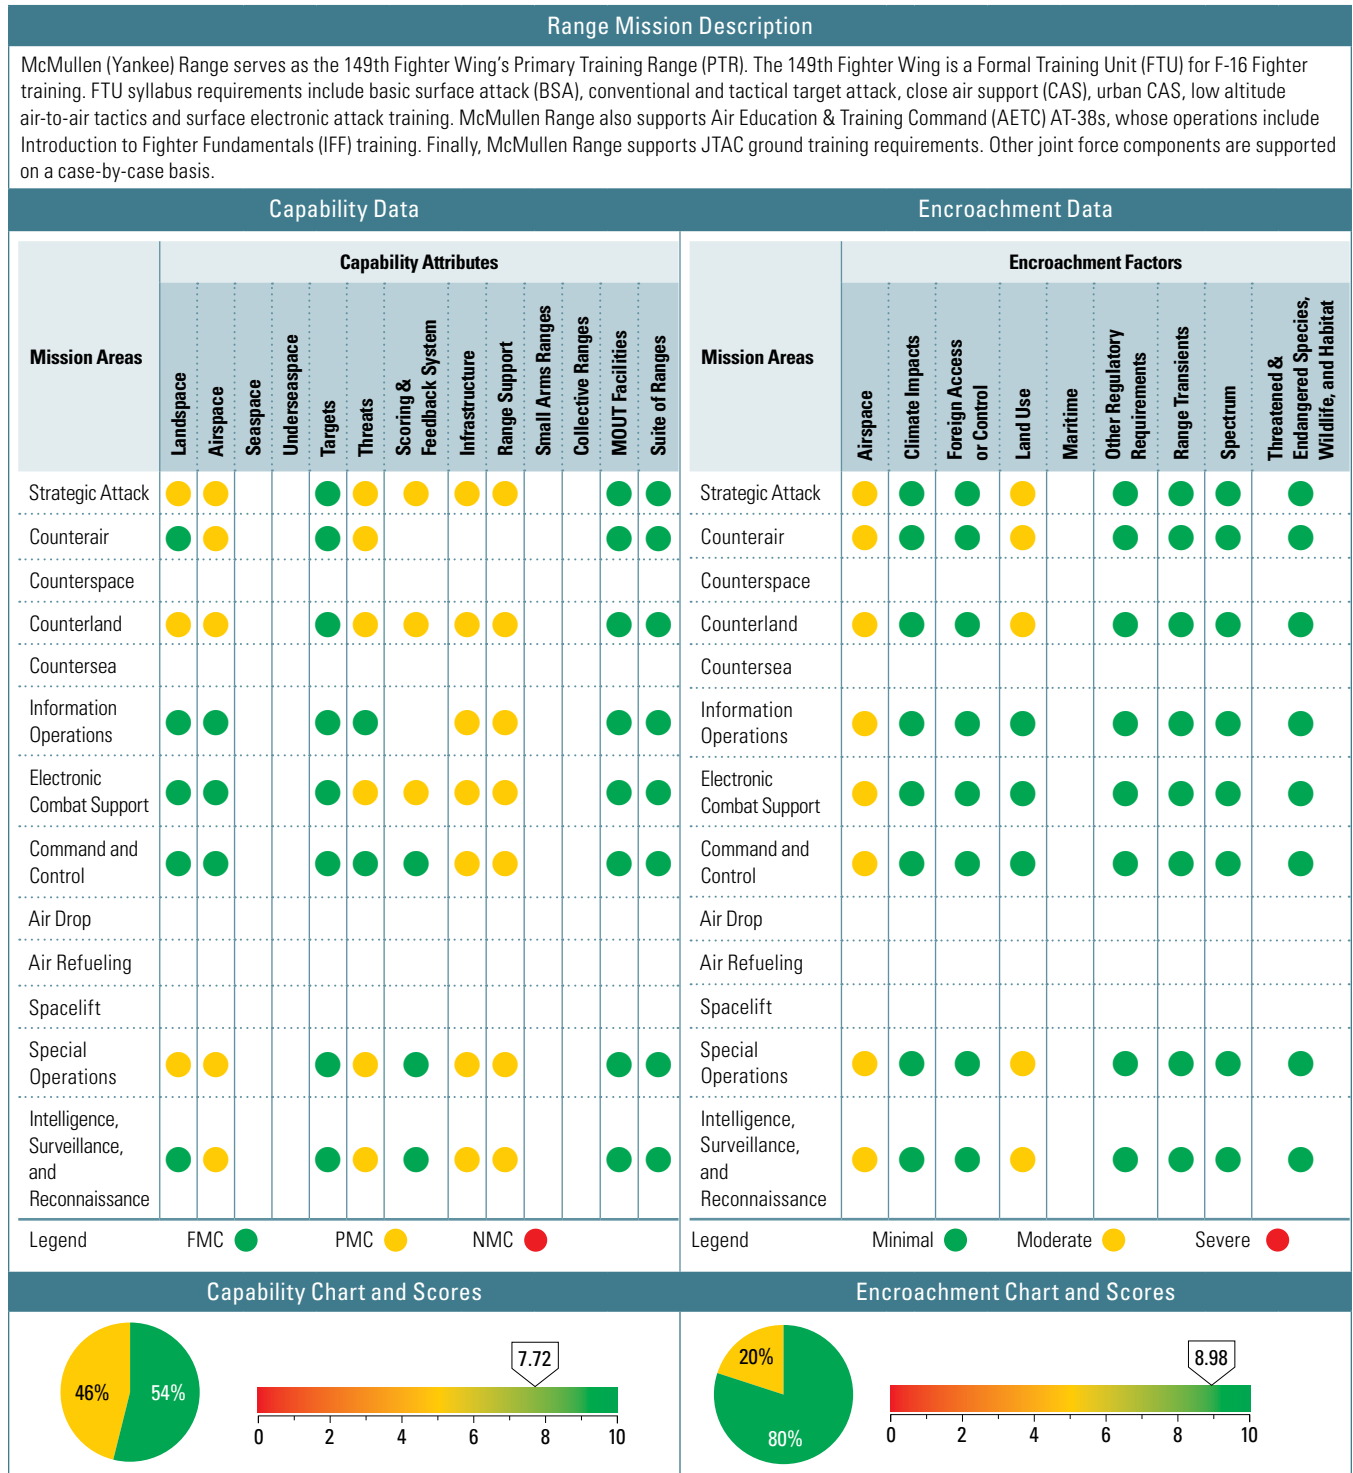 Range Mission Description
McMullen (Yankee) Range serves as the 149th Fighter Wing's Primary Training Range (PTR). The 149th Fighter Wing is a Formal Training Unit (FTU) for F-16 Fighter
training. FTU syllabus requirements include basic surface attack (BSA), conventional and tactical target attack, close air support (CAS), urban CAS, low altitude
air-to-air tactics and surface electronic attack training. McMullen Range also supports Air Education & Training Command (AETC) AT-38s, whose operations include
Introduction to Fighter Fundamentals (IFF) training. Finally, McMullen Range supports JTAC ground training requirements. Other joint force components are supported
on a case-by-case basis.
Capability Data
Mission Areas
Capability Attributes
Landspace
Airspace
Seaspace
Underseaspace
Targets
Threats
Scoring &
Feedback System
Infrastructure
Range Support
Small Arms Ranges
Collective Ranges
MOUT Facilities
Suite of Ranges
Strategic Attack
Counterair
Counterspace
Counterland
Countersea
Information
Operations
Electronic
Combat Support
Command and
Control
Air Drop
Air Refueling
Spacelift
Special
Operations
Intelligence,
Surveillance,
and
Reconnaissance
Legend FMC PMC NMC
Encroachment Data
Mission Areas
Encroachment Factors
Airspace
Climate Impacts
Foreign Access
or Control
Land Use
Maritime
Other Regulatory
Requirements
Range Transients
Spectrum
Threatened &
Endangered Species,
Wildlife, and Habitat
Strategic Attack
Counterair
Counterspace
Counterland
Countersea
Information
Operations
Electronic
Combat Support
Command and
Control
Air Drop
Air Refueling
Spacelift
Special
Operations
Intelligence,
Surveillance,
and
Reconnaissance
Legend Minimal Moderate Severe
Capability Chart and Scores
46% 54%
7.72
0 2 4 6 8 10
Encroachment Chart and Scores
20%
80%
8.98
0 2 4 6 8 10